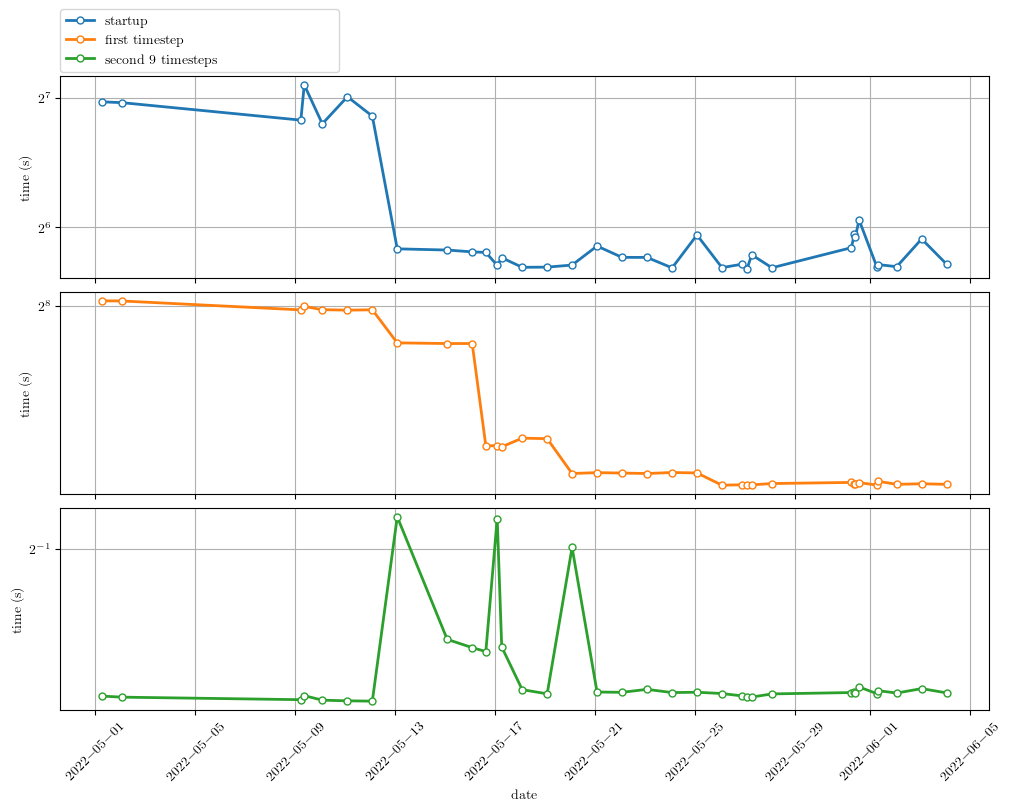 startup
first timestep
second 9 timesteps
2^7
time (s)
2^6
2^8
time (s)
2^−1
time (s)
2022−05−01
2022−05−05
2022−05−09
2022−05−13
2022−05−17
2022−05−21
2022−05−25
2022−05−29
2022−06−01
2022−06−05
date